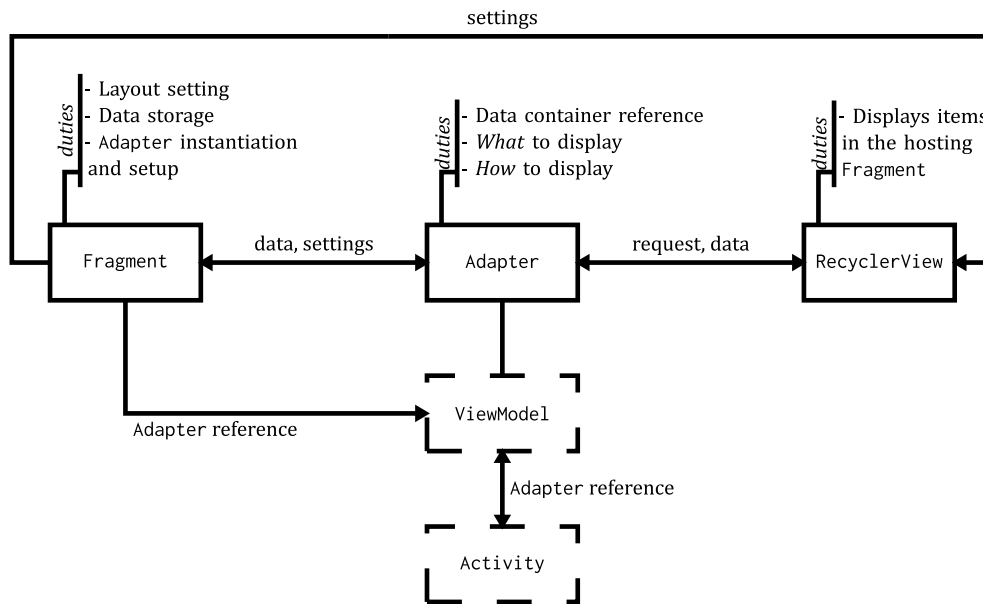 settings
duties
- Layout setting
- Data storage
- Adapter instantiation
and setup
duties
- Data container reference
- What to display
- How to display
duties
- Displays items
in the hosting
Fragment
Fragment
data, settings
Adapter
request, data
RecyclerView
Adapter reference
ViewModel
Adapter reference
Activity